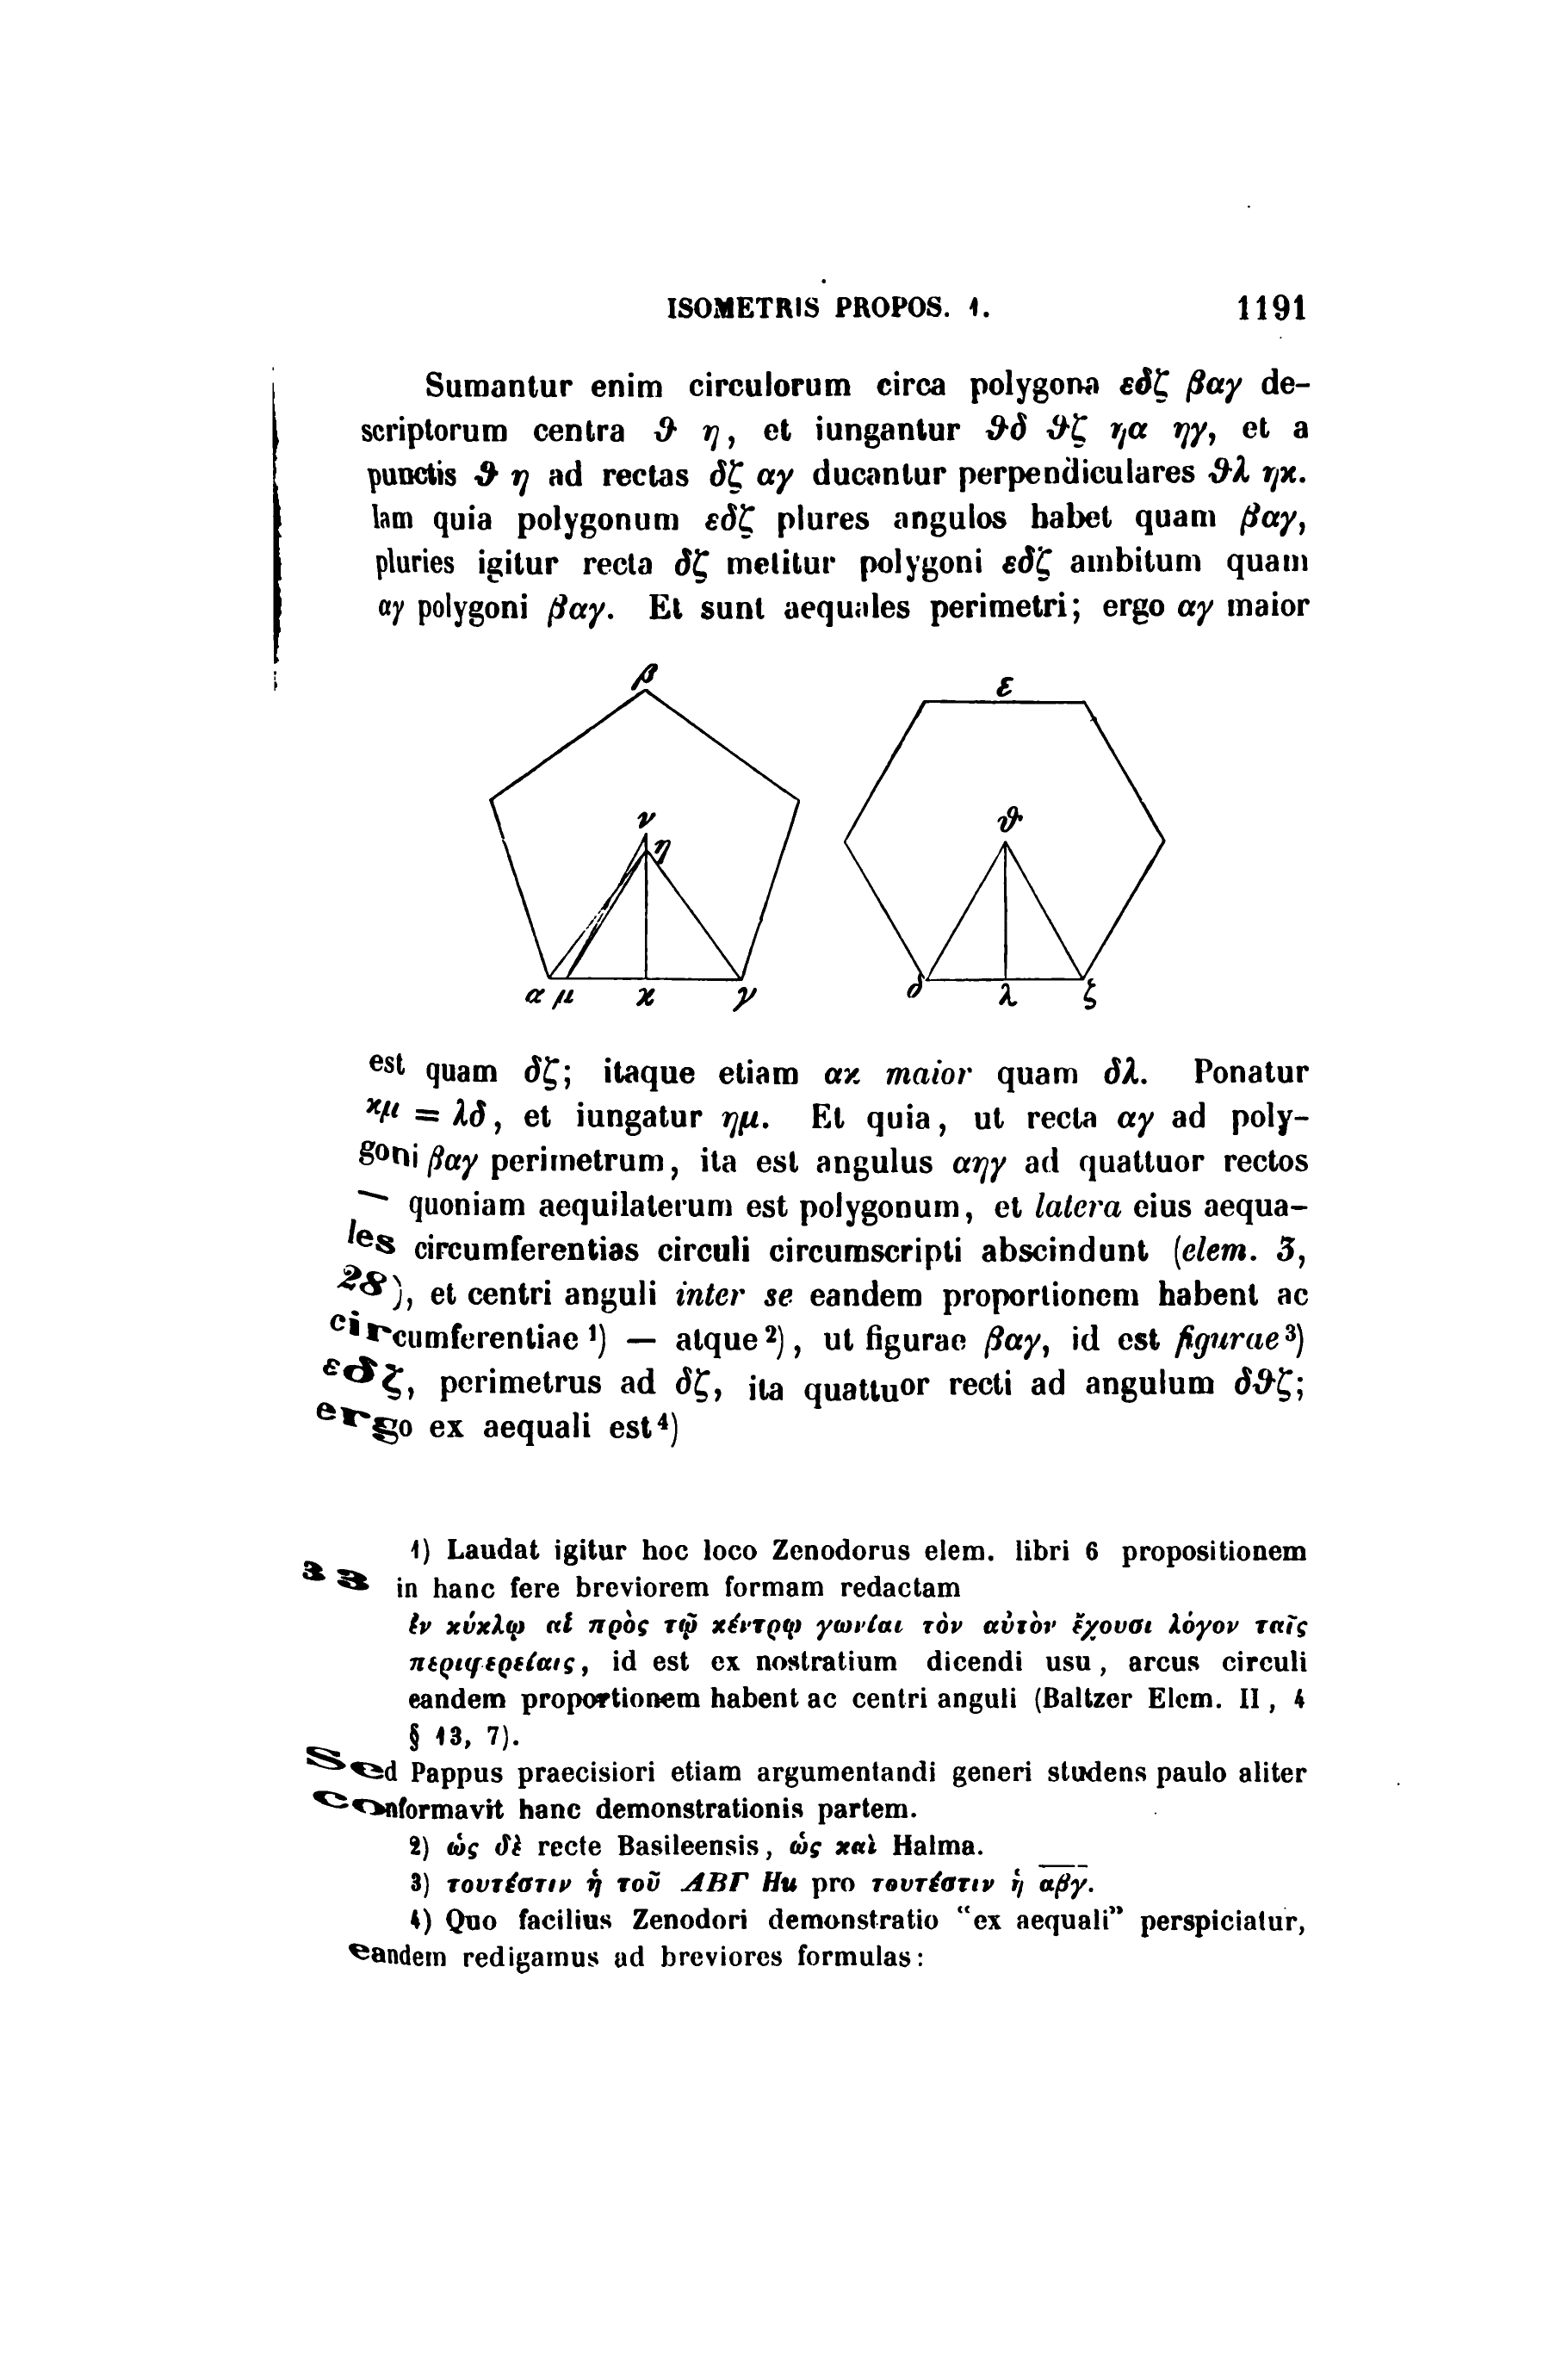 ISOMETRIS PROPOS. 1. 1191
Sumantur enim circulorum circa polygona εδζ βαγ de-
scriptorum centra ϑ η, et iungantur ϑδ ϑζ ηα ηγ, et a
punctis ϑ η ad rectas δζ αγ ducantur perpendiculares ϑλ ηκ.
Iam quia polygonum εδζ plures angulos habet quam βαγ,
pluries igitur recta δζ metitur polygoni εδζ ambitum quam
αγ polygoni βαγ. Et sunt aequales perimetri; ergo αγ maior
β
ε
ν
η
ϑ
α μ κ γ
δ λ ζ
est quam δζ; itaque etiam ακ maior quam δλ. Ponatur
κμ = λδ, et iungatur ημ. Et quia, ut recta αγ ad poly-
goni βαγ perimetrum, ita est angulus αηγ ad quattuor rectos
— quoniam aequilaterum est polygonum, et latera eius aequa-
les circumferentias circuli circumscripti abscindunt (elem. 3,
28), et centri anguli inter se eandem proportionem habent ac
circumferentiae ¹) — atque ²), ut figurae βαγ, id est figurae ³)
εδζ, perimetrus ad δζ, ita quattuor recti ad angulum δϑζ;
ergo ex aequali est ⁴)
1) Laudat igitur hoc loco Zenodorus elem. libri 6 propositionem
33 in hanc fere breviorem formam redactam
ἐν κύκλῳ αἱ πρὸς τῷ κέντρῳ γωνίαι τὸν αὐτὸν ἔχουσι λόγον ταῖς
περιφερείαις, id est ex nostratium dicendi usu, arcus circuli
eandem proportionem habent ac centri anguli (Baltzer Elem. II, 4
§ 13, 7).
Sed Pappus praecisiori etiam argumentandi generi studens paulo aliter
conformavit hanc demonstrationis partem.
2) ὡς δὲ recte Basileensis, ὡς καὶ Halma.
3) τουτέστιν ἡ τοῦ ΑΒΓ Hu pro τουτέστιν ἡ αβγ.
4) Quo facilius Zenodori demonstratio “ex aequali” perspiciatur,
eandem redigamus ad breviores formulas: